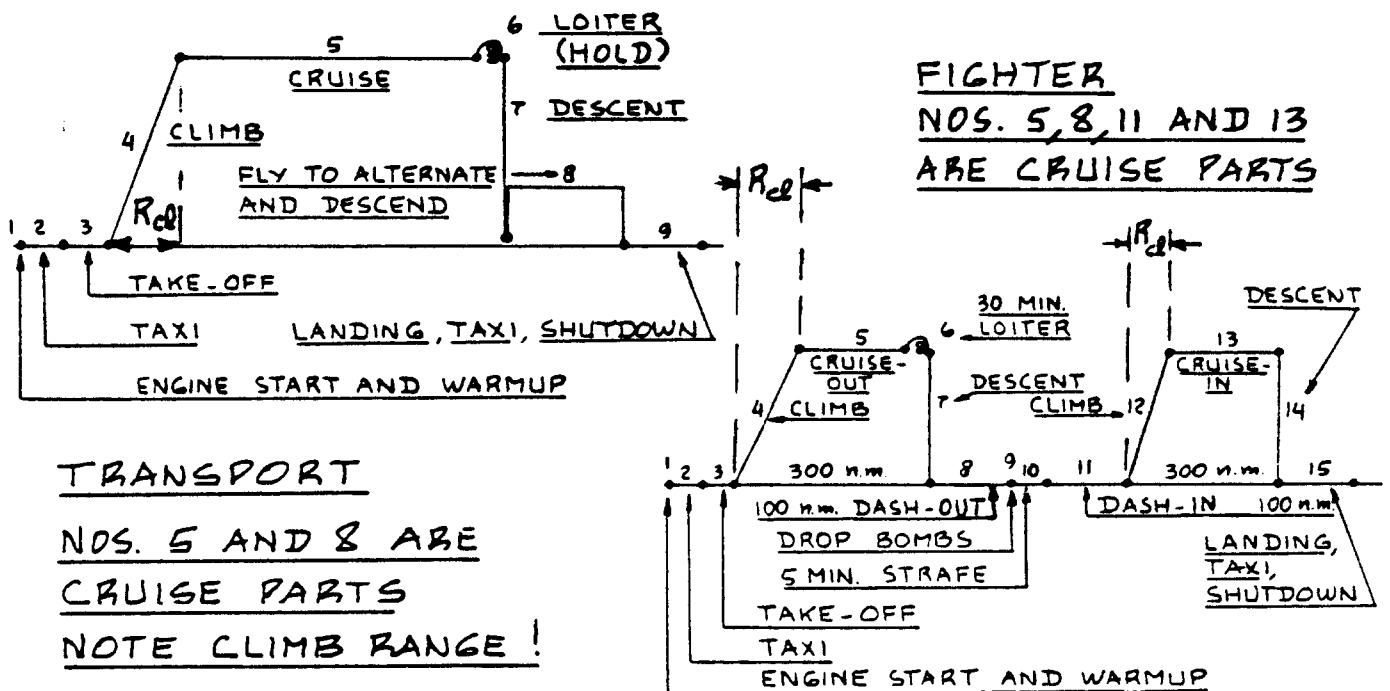 6 LOITER
(HOLD)
5
CRUISE
7 DESCENT
4
CLIMB
FLY TO ALTERNATE 8
AND DESCEND
Rcl
1 2 3 9
TAKE-OFF
TAXI
LANDING, TAXI, SHUTDOWN
ENGINE START AND WARMUP
TRANSPORT
NOS. 5 AND 8 ARE
CRUISE PARTS
NOTE CLIMB RANGE !
FIGHTER
NOS. 5,8,11 AND 13
ARE CRUISE PARTS
Rcl
Rcl
30 MIN.
6 LOITER
DESCENT
5
CRUISE-
OUT
13
CRUISE-
IN
4
CLIMB
7 DESCENT
CLIMB 12
14
1 2 3 300 n.m. 8 9 10 11 300 n.m. 15
100 n.m. DASH-OUT
DASH-IN 100 n.m.
DROP BOMBS
5 MIN. STRAFE
LANDING,
TAXI,
SHUTDOWN
TAKE-OFF
TAXI
ENGINE START AND WARMUP